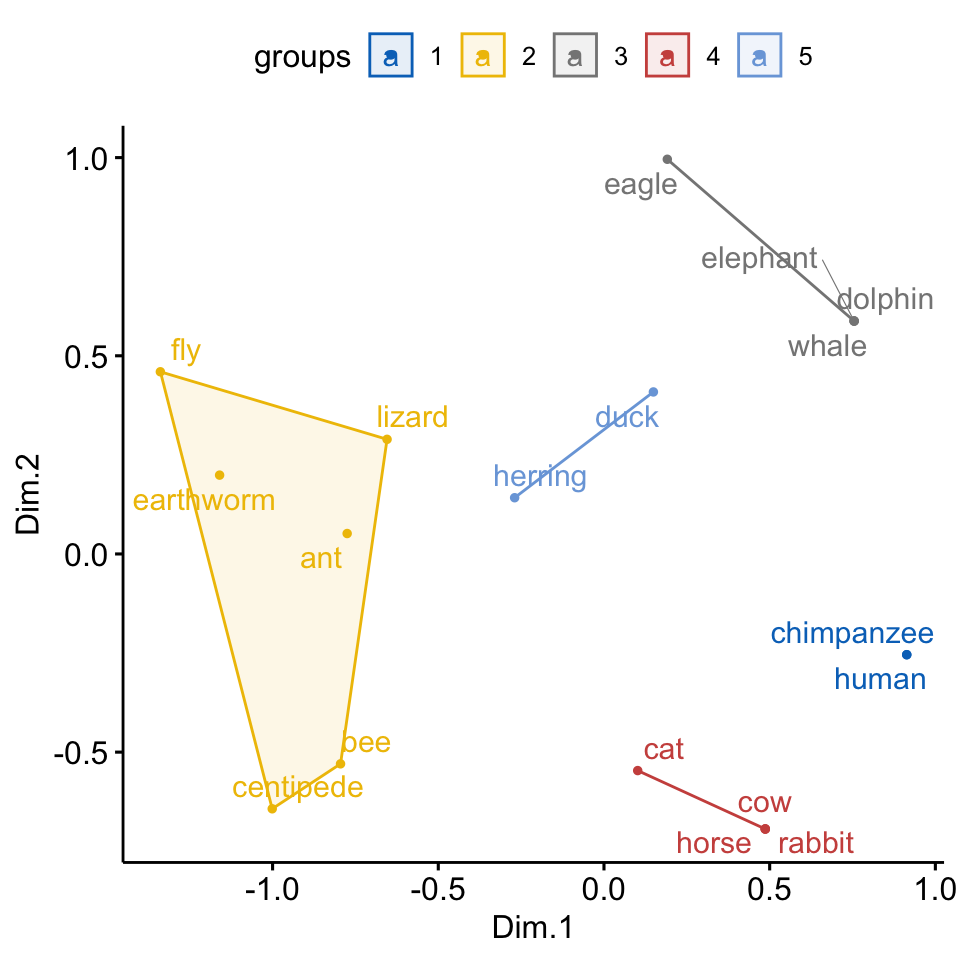 groups a 1 a 2 a 3 a 4 a 5
1.0
eagle
elephant
dolphin
whale
0.5
fly
lizard
duck
herring
earthworm
Dim.2
0.0
ant
chimpanzee
human
-0.5
bee
cat
centipede
cow
horse rabbit
-1.0 -0.5 0.0 0.5 1.0
Dim.1